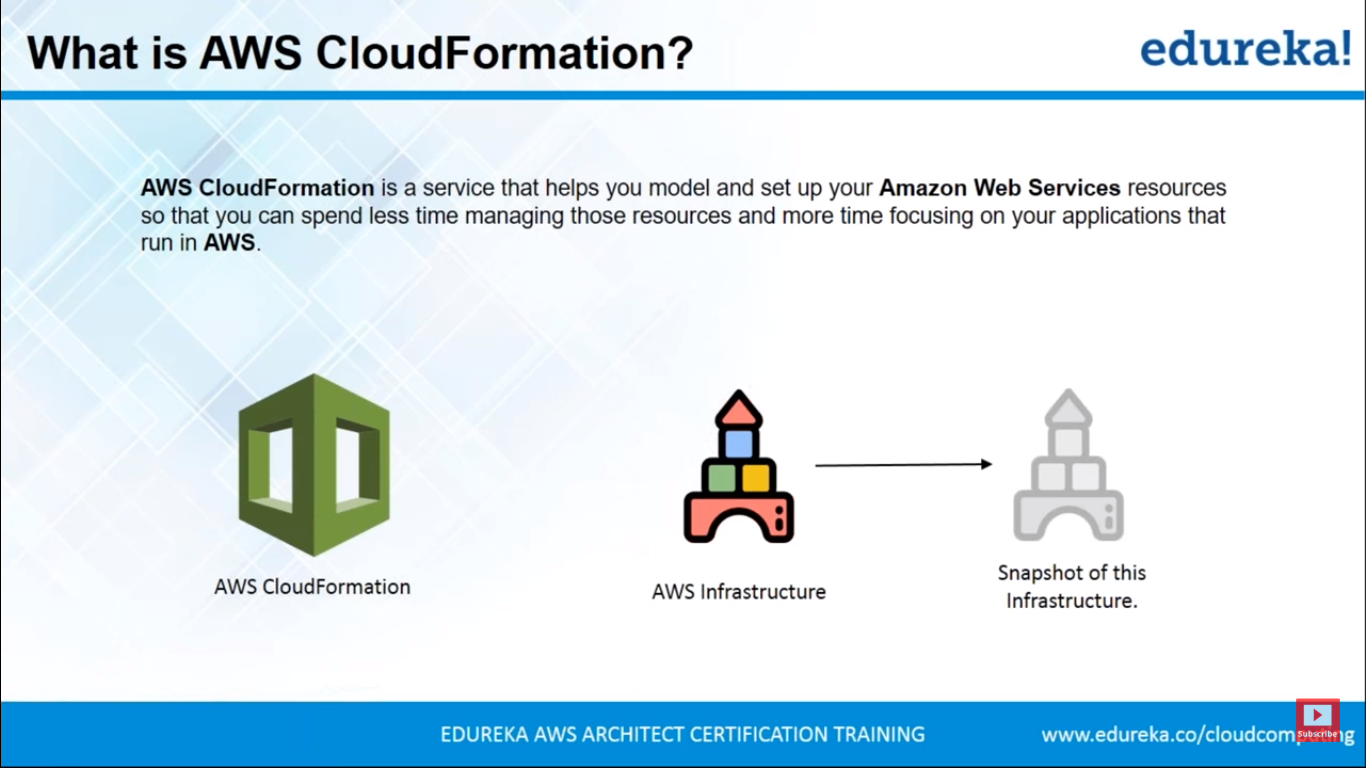 What is AWS CloudFormation?
edureka!
AWS CloudFormation is a service that helps you model and set up your Amazon Web Services resources
so that you can spend less time managing those resources and more time focusing on your applications that
run in AWS.
AWS CloudFormation
AWS Infrastructure
Snapshot of this
Infrastructure.
EDUREKA AWS ARCHITECT CERTIFICATION TRAINING
www.edureka.co/cloudcomputing
Subscribe